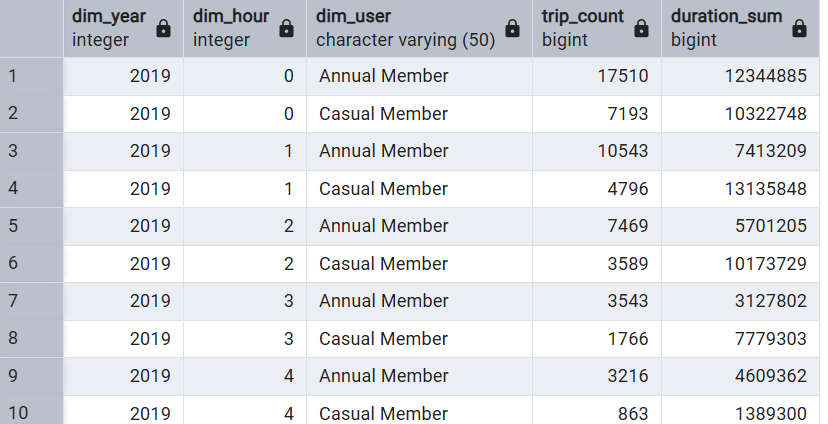 dim_year dim_hour dim_user trip_count duration_sum
integer integer character varying (50) bigint bigint
1 2019 0 Annual Member 17510 12344885
2 2019 0 Casual Member 7193 10322748
3 2019 1 Annual Member 10543 7413209
4 2019 1 Casual Member 4796 13135848
5 2019 2 Annual Member 7469 5701205
6 2019 2 Casual Member 3589 10173729
7 2019 3 Annual Member 3543 3127802
8 2019 3 Casual Member 1766 7779303
9 2019 4 Annual Member 3216 4609362
10 2019 4 Casual Member 863 1389300